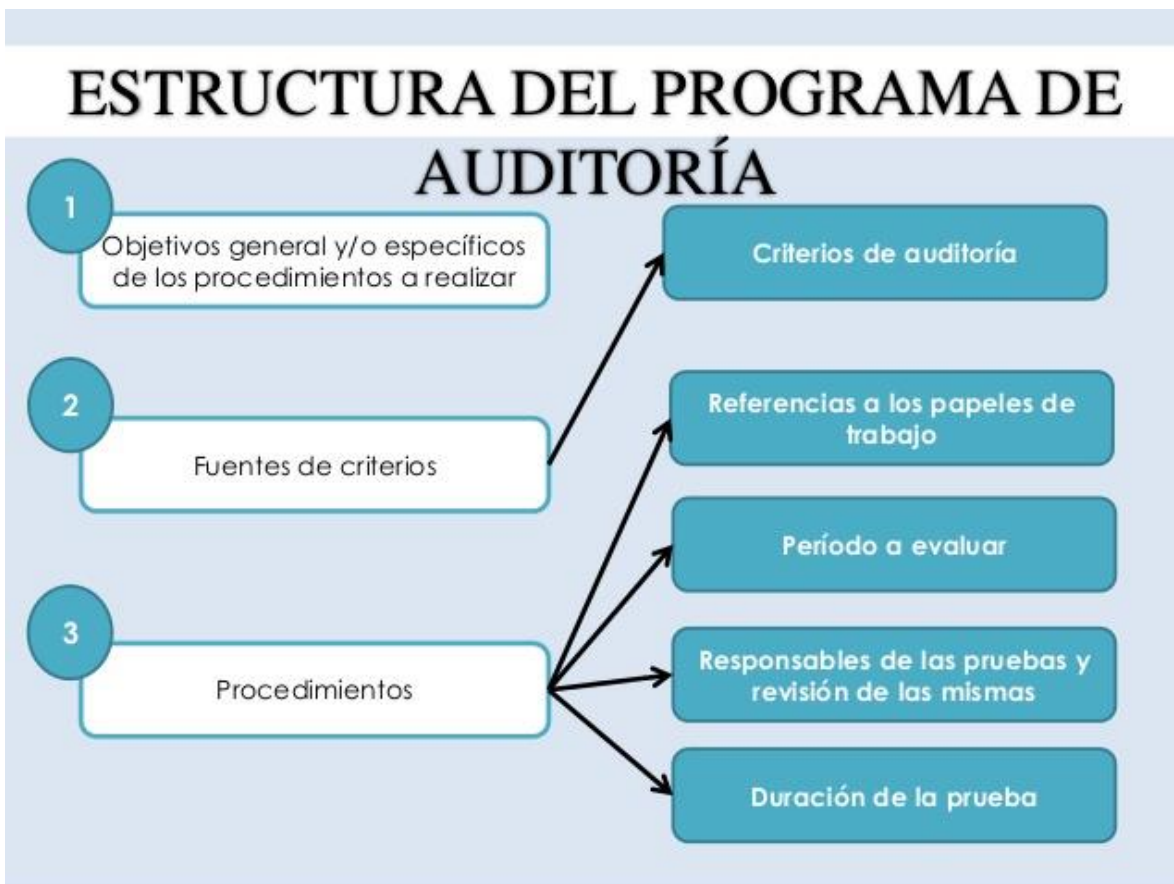 ESTRUCTURA DEL PROGRAMA DE
AUDITORÍA
1
Objetivos general y/o específicos
de los procedimientos a realizar
Criterios de auditoría
2
Fuentes de criterios
Referencias a los papeles de
trabajo
Período a evaluar
3
Procedimientos
Responsables de las pruebas y
revisión de las mismas
Duración de la prueba